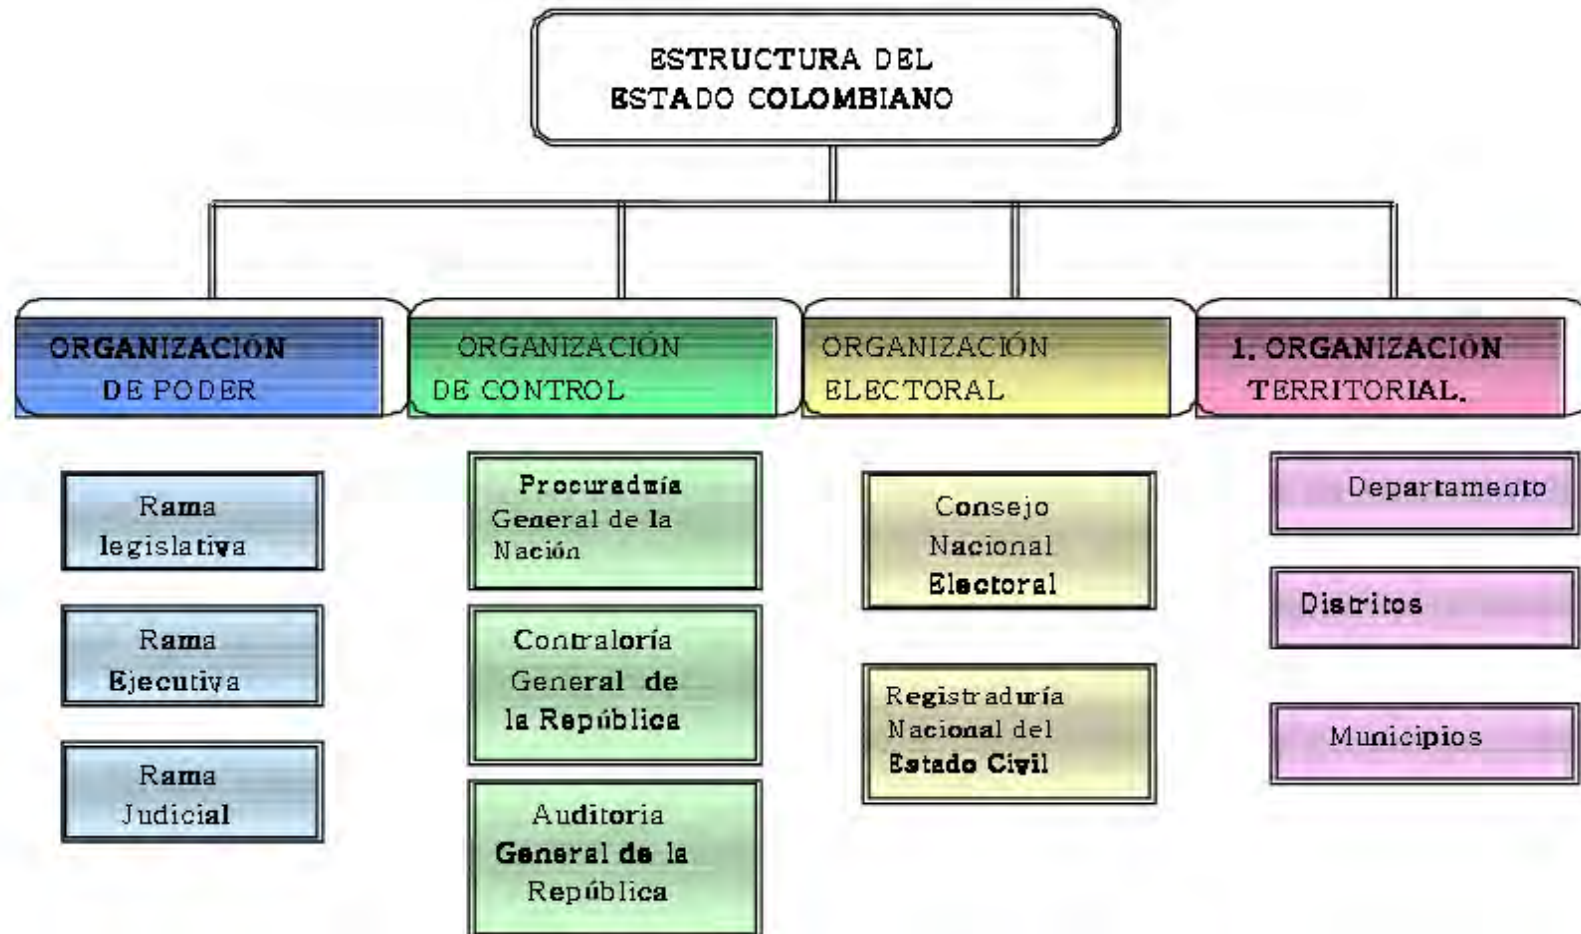 ESTRUCTURA DEL
ESTADO COLOMBIANO
ORGANIZACIÓN
DE PODER
Rama
legislativa
Rama
Ejecutiva
Rama
Judicial
ORGANIZACIÓN
DE CONTROL
Procuraduría
General de la
Nación
Contraloría
General de
la República
Auditoria
General de la
República
ORGANIZACIÓN
ELECTORAL
Consejo
Nacional
Electoral
Registraduría
Nacional del
Estado Civil
1. ORGANIZACIÓN
TERRITORIAL.
Departamento
Distritos
Municipios